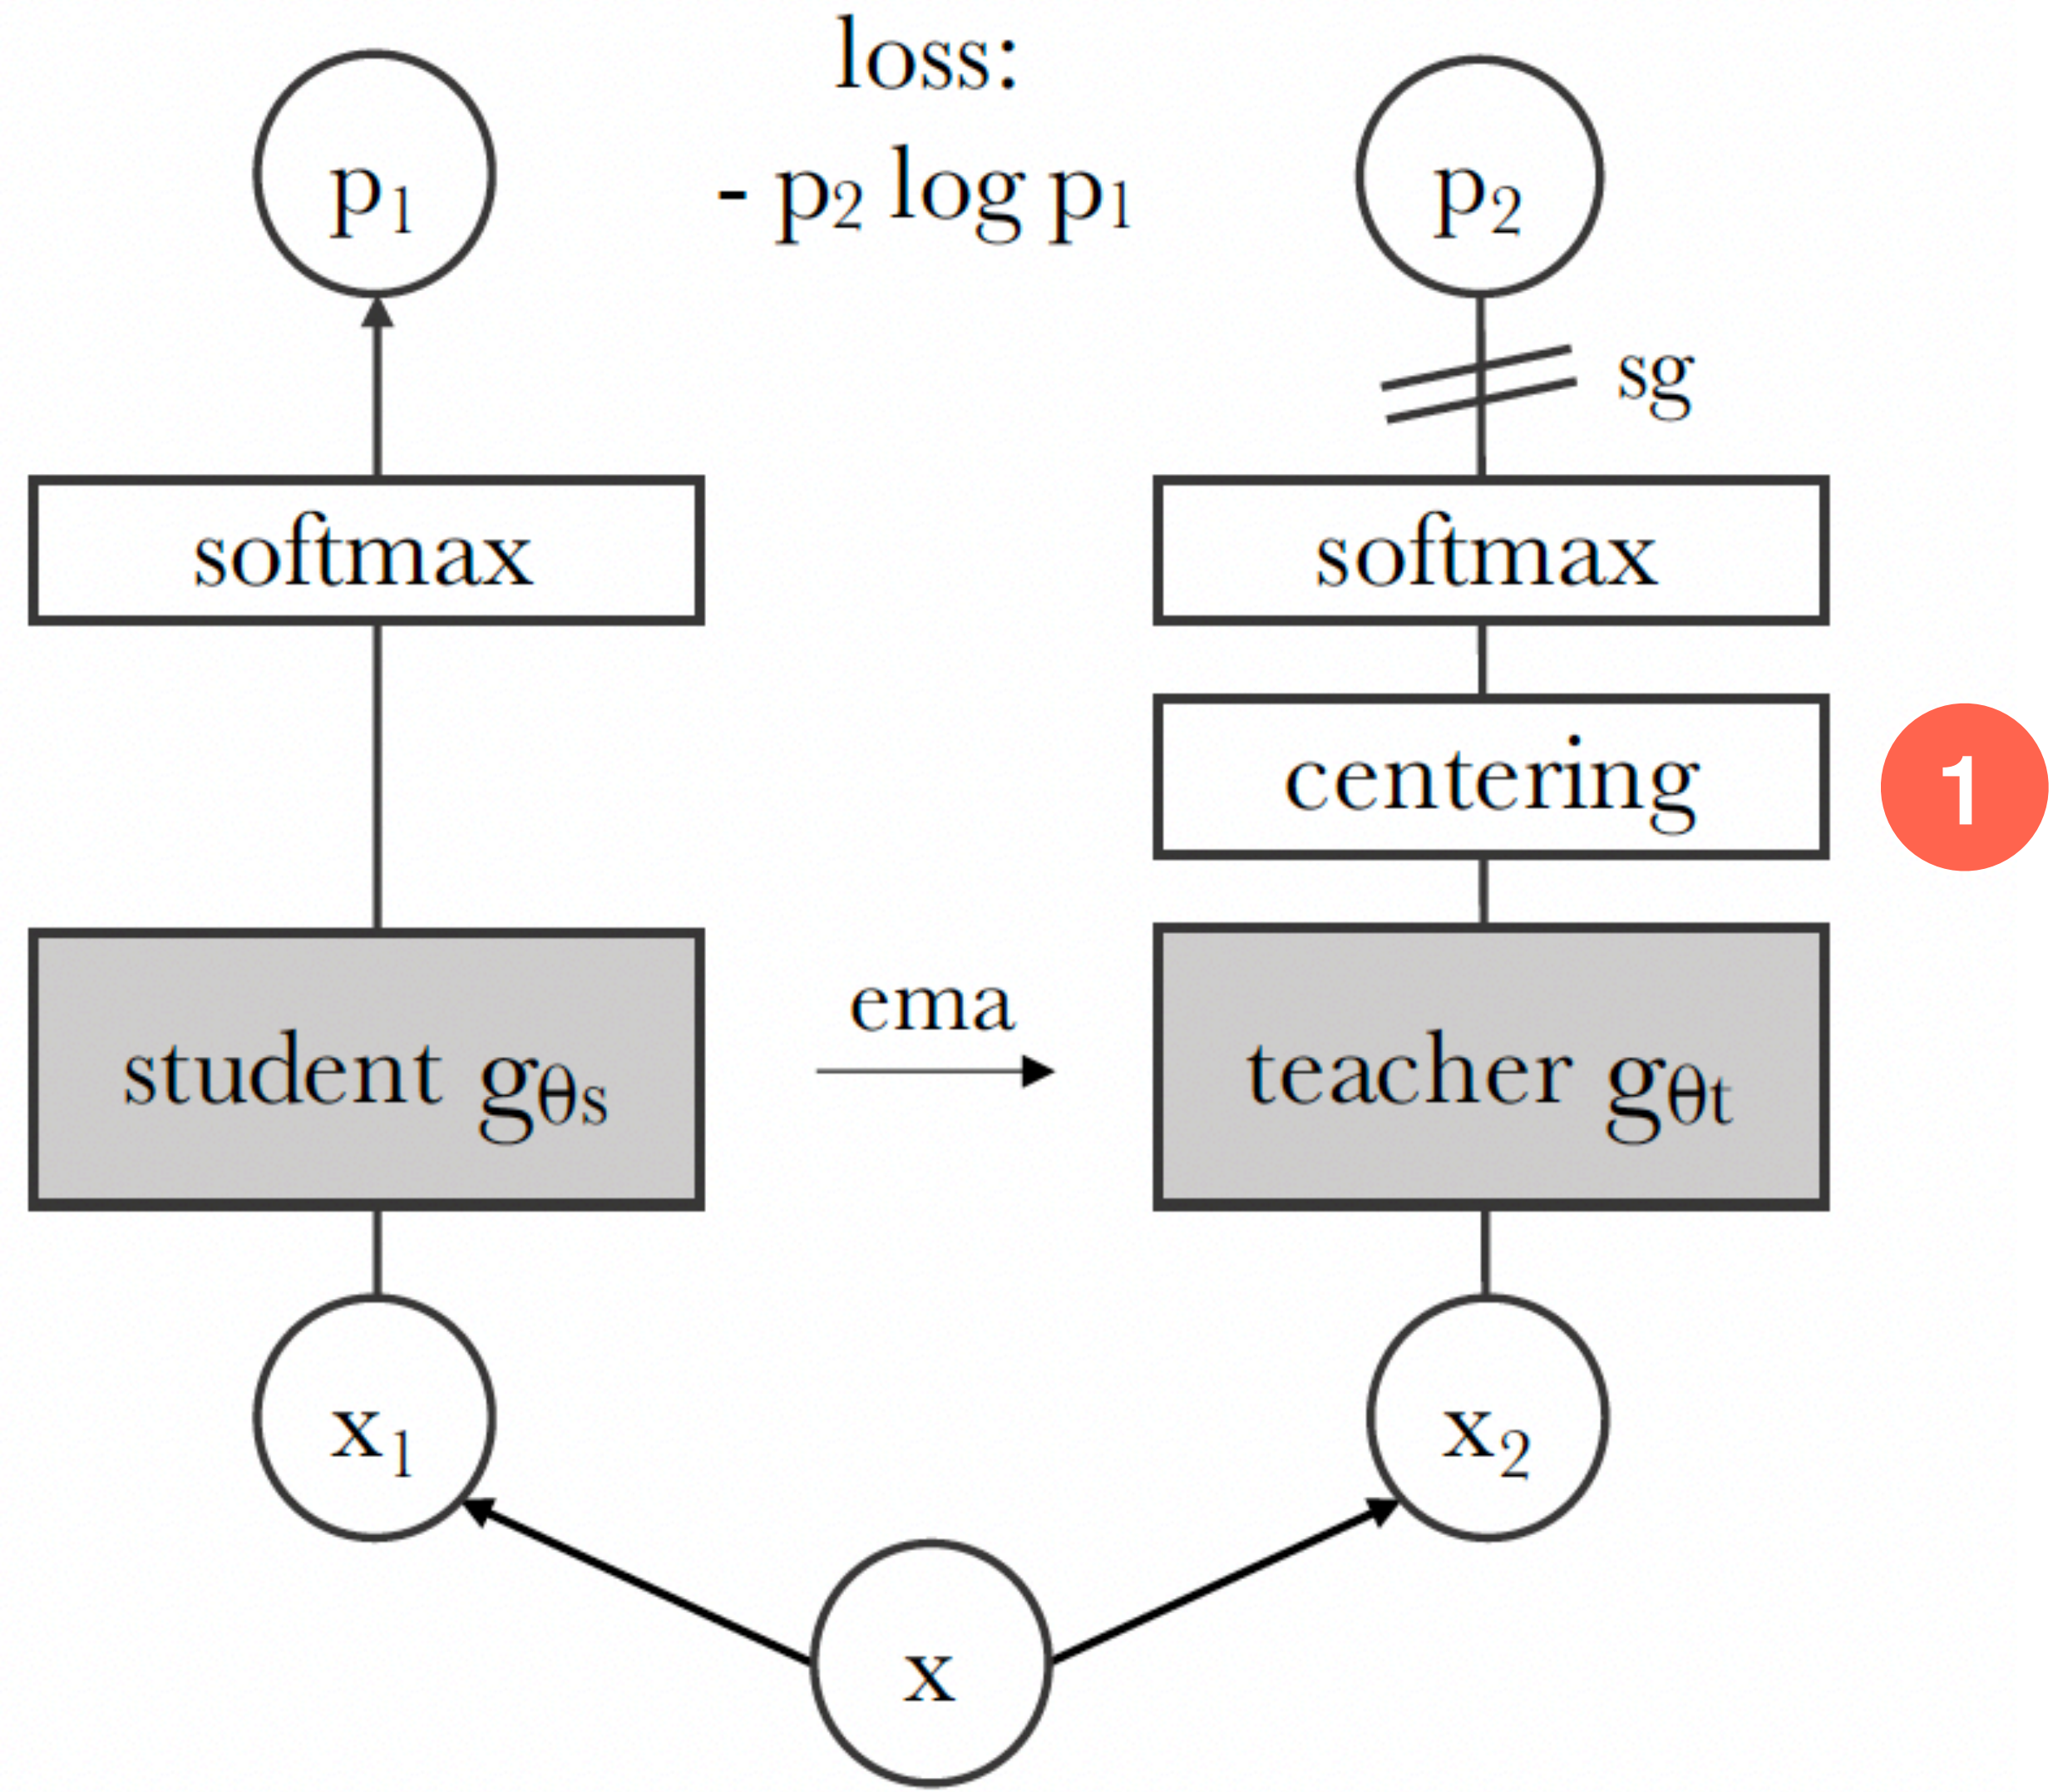 loss:
- p₂ log p₁
p₁
p₂
sg
softmax
softmax
centering
1
student gθs
ema
teacher gθt
x₁
x₂
x